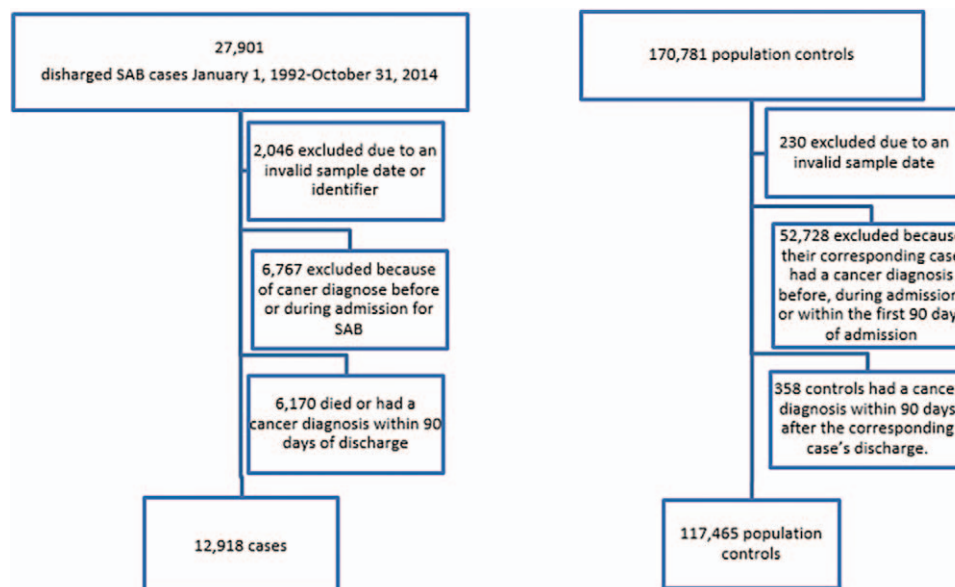 27,901
disharged SAB cases January 1, 1992-October 31, 2014
2,046 excluded due to an
invalid sample date or
identifier
6,767 excluded because
of caner diagnose before
or during admission for
SAB
6,170 died or had a
cancer diagnosis within 90
days of discharge
12,918 cases
170,781 population controls
230 excluded due to an
invalid sample date
52,728 excluded because
their corresponding case
had a cancer diagnosis
before, during admission
or within the first 90 days
of admission
358 controls had a cancer
diagnosis within 90 days
after the corresponding
case's discharge.
117,465 population
controls